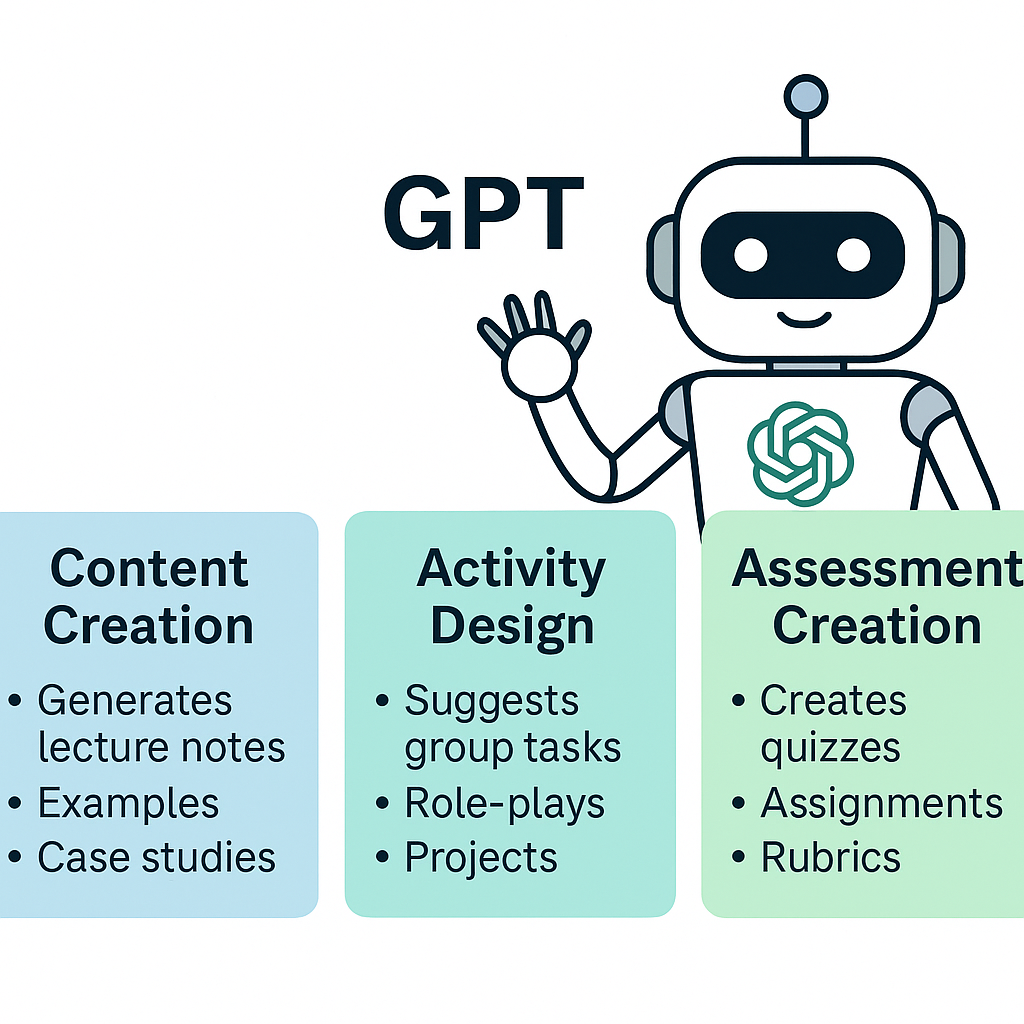 GPT
Content
Creation
• Generates
lecture notes
• Examples
• Case studies
Activity
Design
• Suggests
group tasks
• Role-plays
• Projects
Assessment
Creation
• Creates
quizzes
• Assignments
• Rubrics